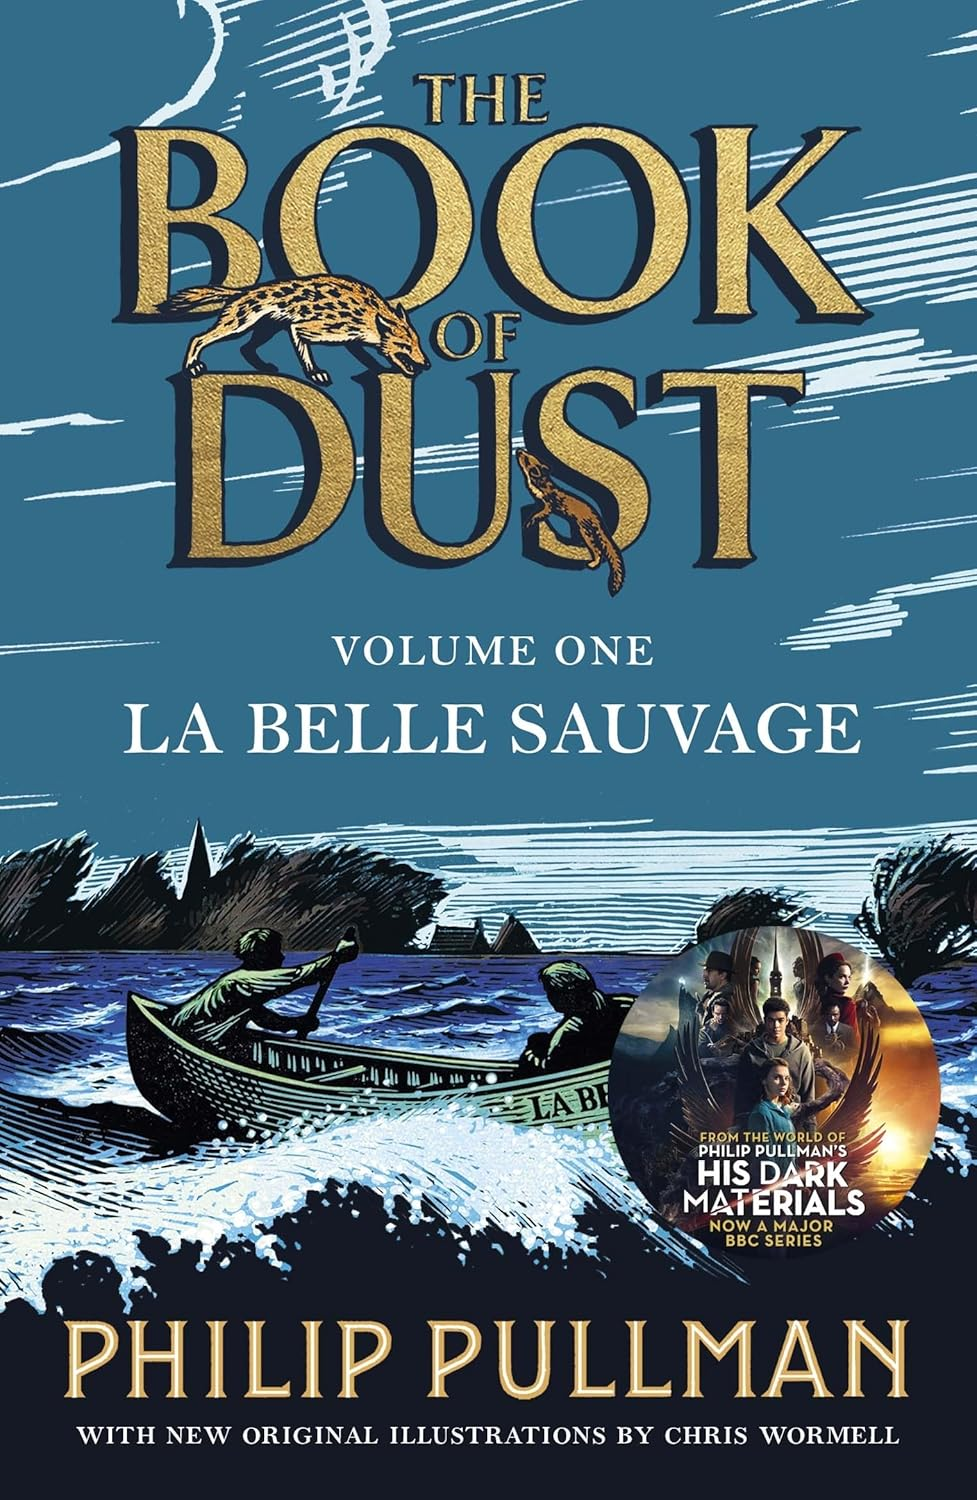 THE
BOOK
OF
DUST
VOLUME ONE
LA BELLE SAUVAGE
LA BE
FROM THE WORLD OF
PHILIP PULLMAN'S
HIS DARK
MATERIALS
NOW A MAJOR
BBC SERIES
PHILIP PULLMAN
WITH NEW ORIGINAL ILLUSTRATIONS BY CHRIS WORMELL